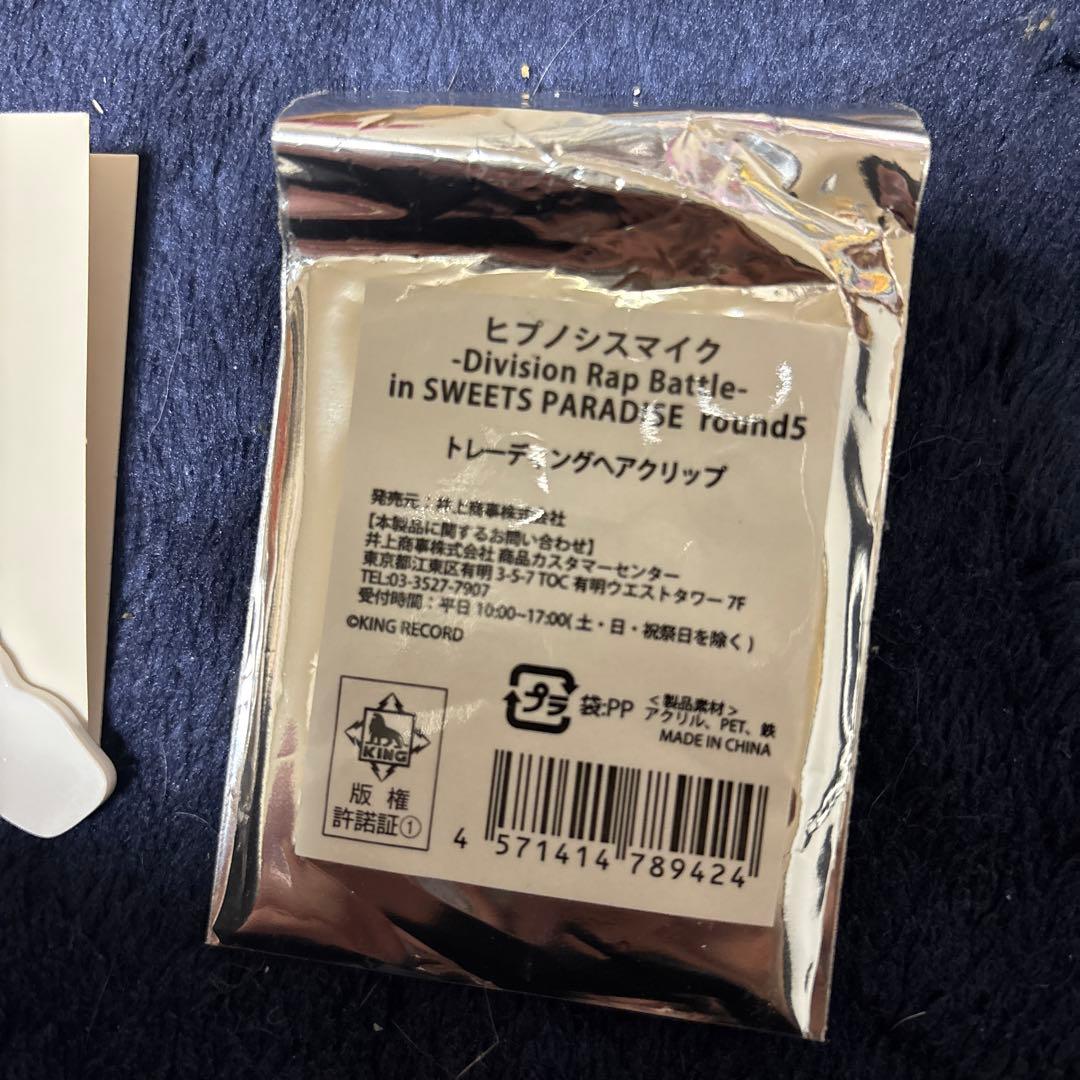 ヒプノシスマイク
-Division Rap Battle-
in SWEETS PARADISE round5
トレーディングヘアクリップ
発売元：井上商事株式会社
【本製品に関するお問い合わせ】
井上商事株式会社 商品カスタマーセンター
東京都江東区有明 3-5-7 TOC 有明ウエストタワー 7F
TEL:03-3527-7907
受付時間：平日 10:00~17:00( 土・日・祝祭日を除く )
©KING RECORD
KING
版権
許諾証①
プラ
袋:PP
＜製品素材＞
アクリル、PET、鉄
MADE IN CHINA
4 571414 789424